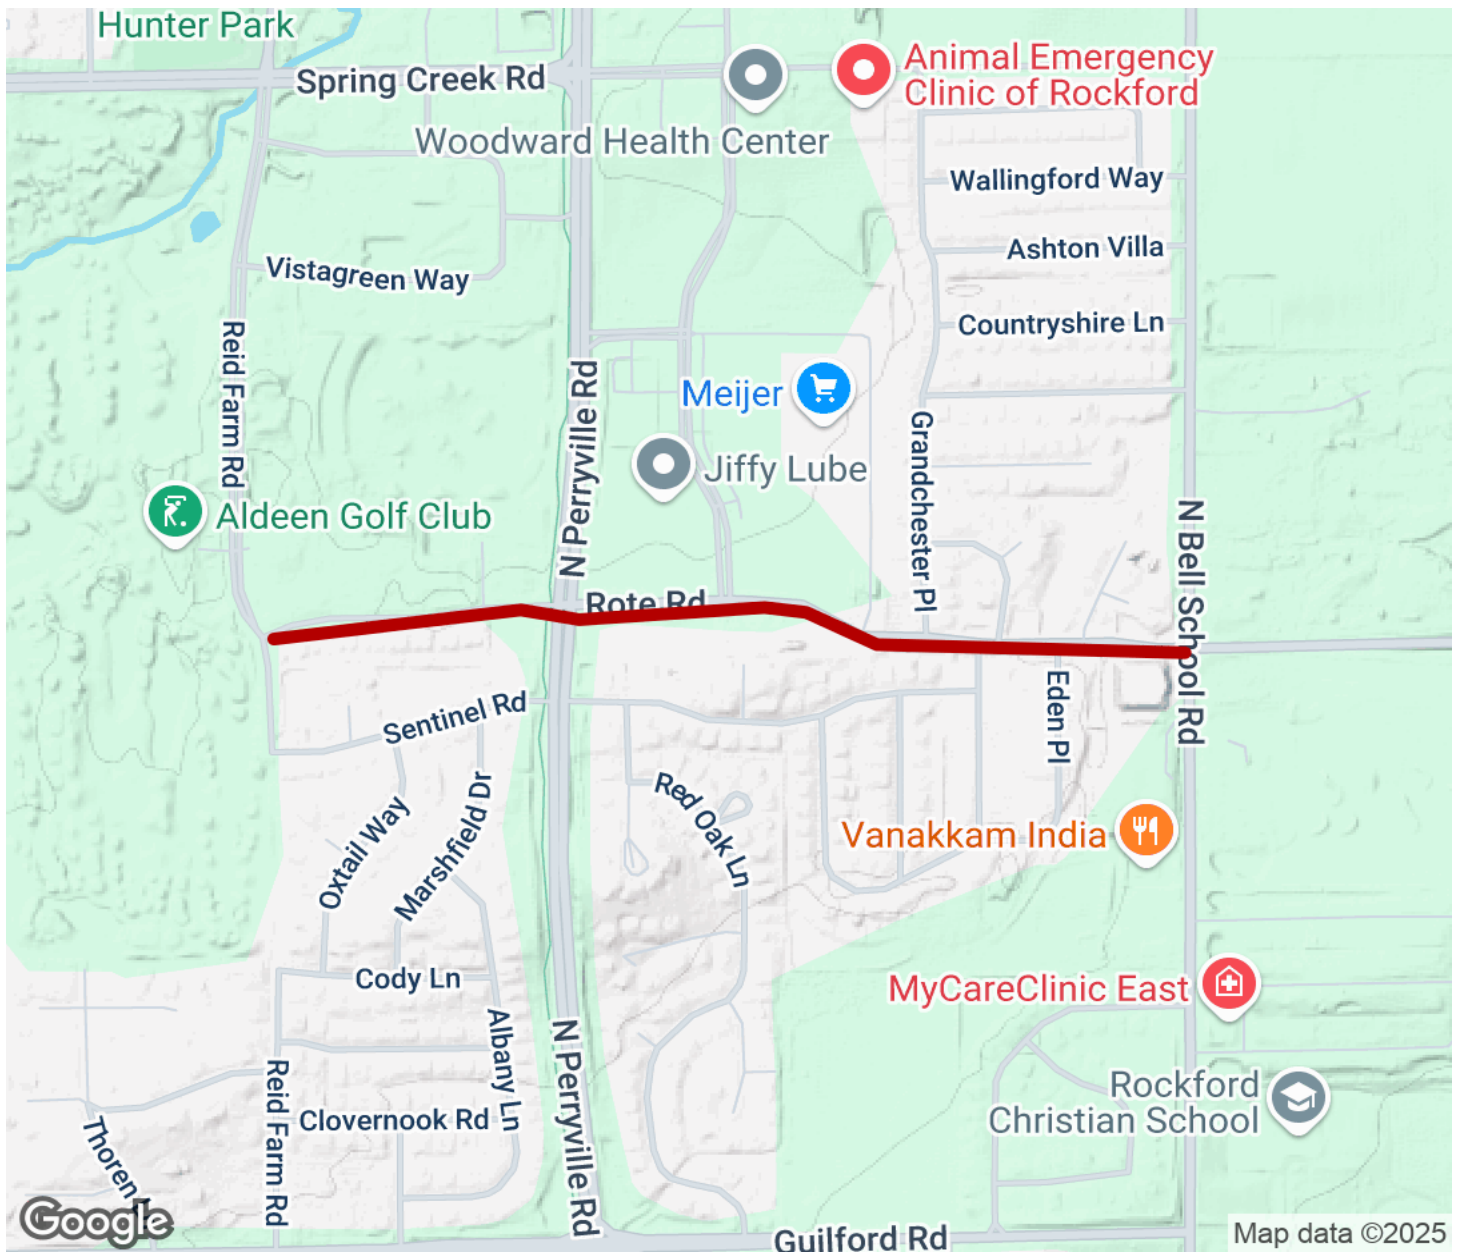 Hunter Park
Spring Creek Rd
Animal Emergency
Clinic of Rockford
Woodward Health Center
Wallingford Way
Ashton Villa
Vistagreen Way
Countryshire Ln
Reid Farm Rd
N Perryville Rd
Meijer
Grandchester Pl
Jiffy Lube
Aldeen Golf Club
N Bell School Rd
Rote Rd
Sentinel Rd
Eden Pl
Oxtail Way
Marshfield Dr
Red Oak Ln
Vanakkam India
Cody Ln
MyCareClinic East
Albany Ln
N Perryville Rd
Reid Farm Rd
Clovernook Rd
Rockford
Christian School
Thoren
Google
Guilford Rd
Map data ©2025